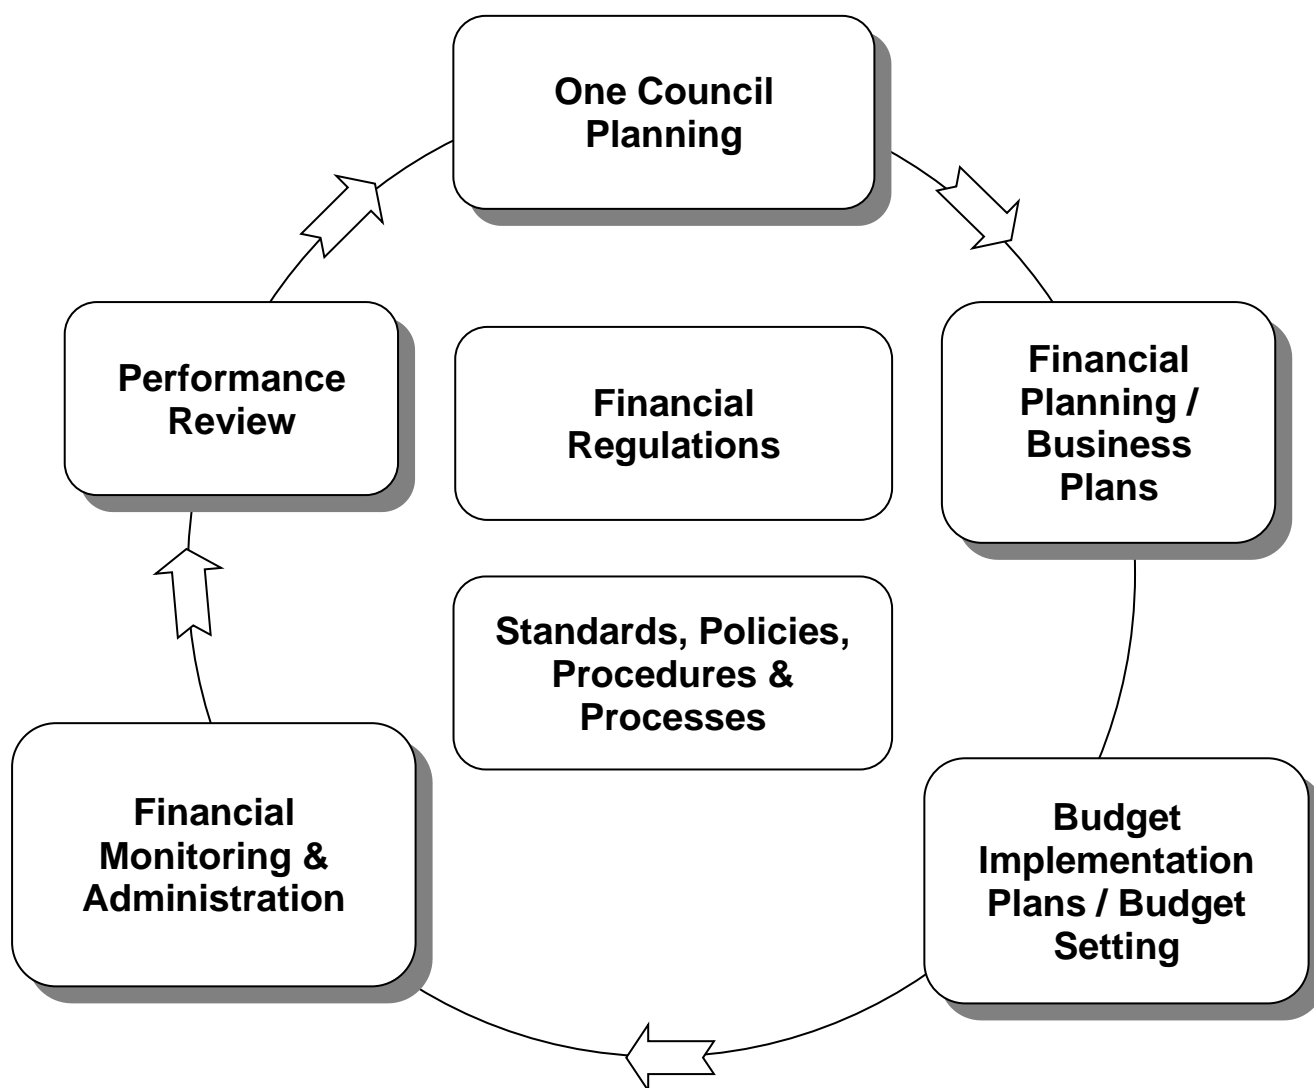 One Council
Planning
Performance
Review
Financial
Regulations
Financial
Planning /
Business
Plans
Standards, Policies,
Procedures &
Processes
Financial
Monitoring &
Administration
Budget
Implementation
Plans / Budget
Setting